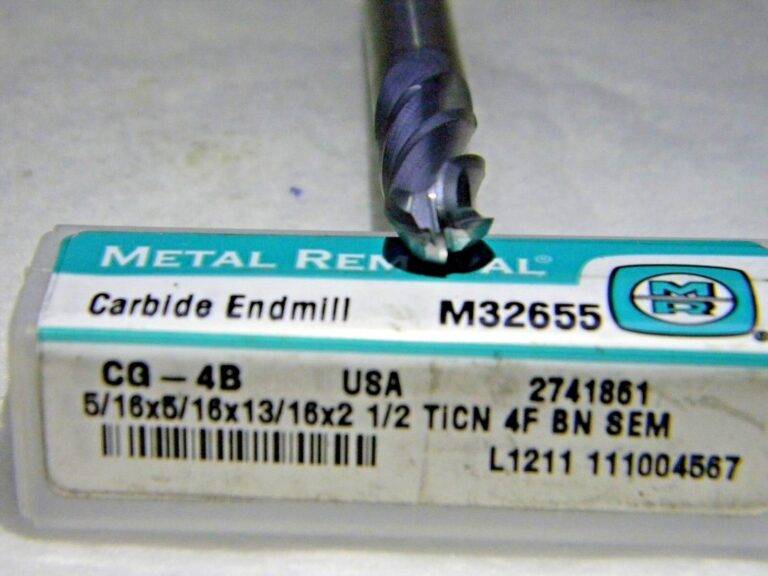 METAL REM AL®
Carbide Endmill M32655 MR
CG-4B USA 2741861
5/16x5/16x13/16x2 1/2 TiCN 4F BN SEM
L1211 111004567